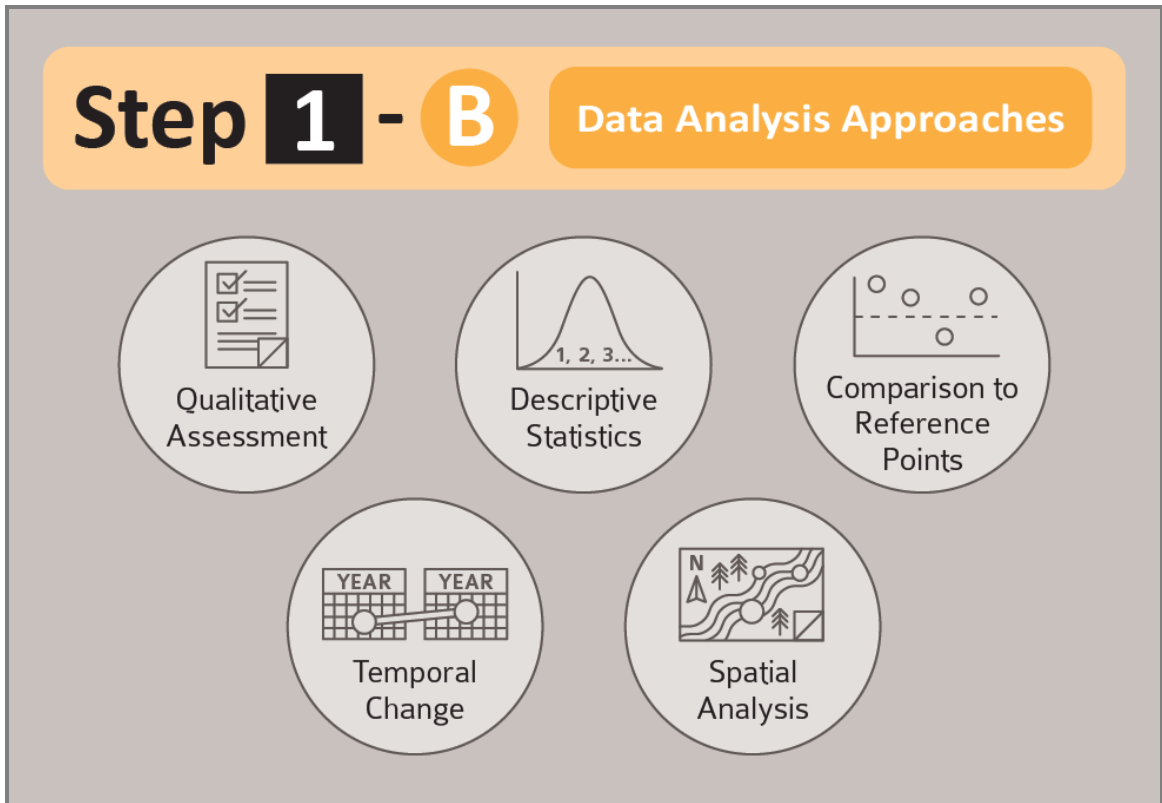 Step 1 - B Data Analysis Approaches
Qualitative
Assessment
1, 2, 3...
Descriptive
Statistics
Comparison to
Reference
Points
YEAR YEAR
Temporal
Change
N
Spatial
Analysis